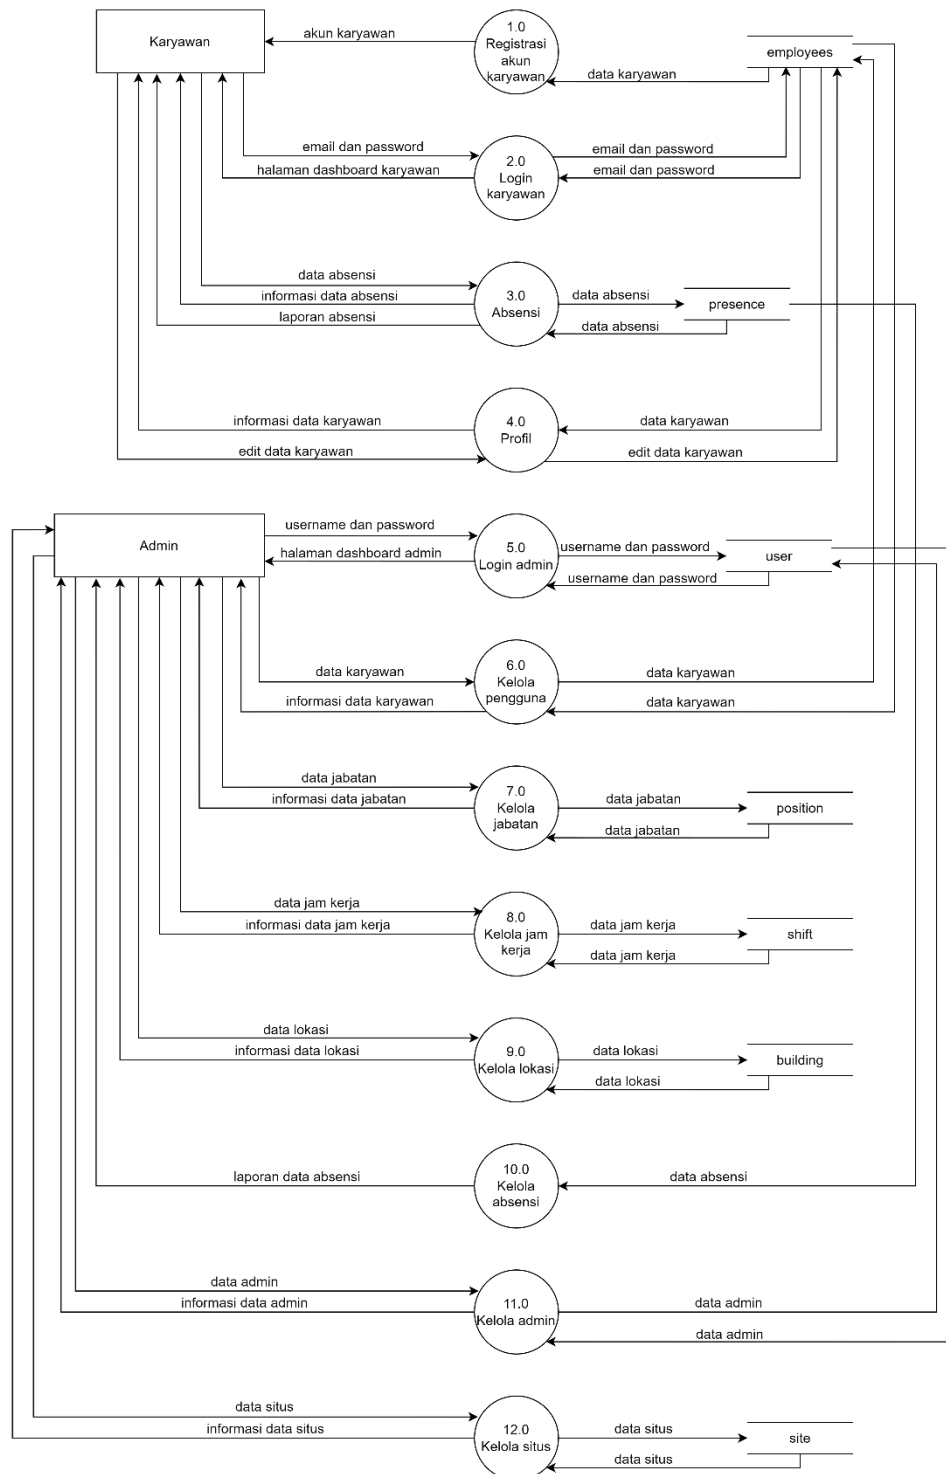 Karyawan
akun karyawan
1.0
Registrasi
akun
karyawan
employees
data karyawan
email dan password
halaman dashboard karyawan
2.0
Login
karyawan
email dan password
email dan password
data absensi
informasi data absensi
laporan absensi
3.0
Absensi
data absensi
data absensi
presence
informasi data karyawan
edit data karyawan
4.0
Profil
data karyawan
edit data karyawan
Admin
username dan password
halaman dashboard admin
5.0
Login admin
username dan password
username dan password
user
data karyawan
informasi data karyawan
6.0
Kelola
pengguna
data karyawan
data karyawan
data jabatan
informasi data jabatan
7.0
Kelola
jabatan
data jabatan
data jabatan
position
data jam kerja
informasi data jam kerja
8.0
Kelola jam
kerja
data jam kerja
data jam kerja
shift
data lokasi
informasi data lokasi
9.0
Kelola lokasi
data lokasi
data lokasi
building
laporan data absensi
10.0
Kelola
absensi
data absensi
data admin
informasi data admin
11.0
Kelola admin
data admin
data admin
data situs
informasi data situs
12.0
Kelola situs
data situs
data situs
site